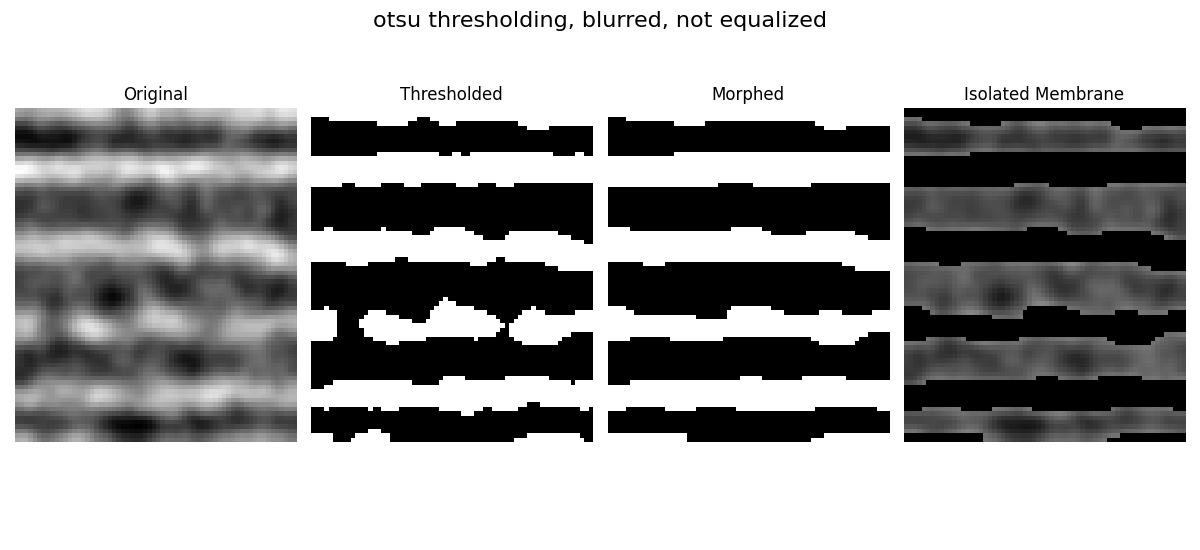 otsu thresholding, blurred, not equalized
Original
Thresholded
Morphed
Isolated Membrane